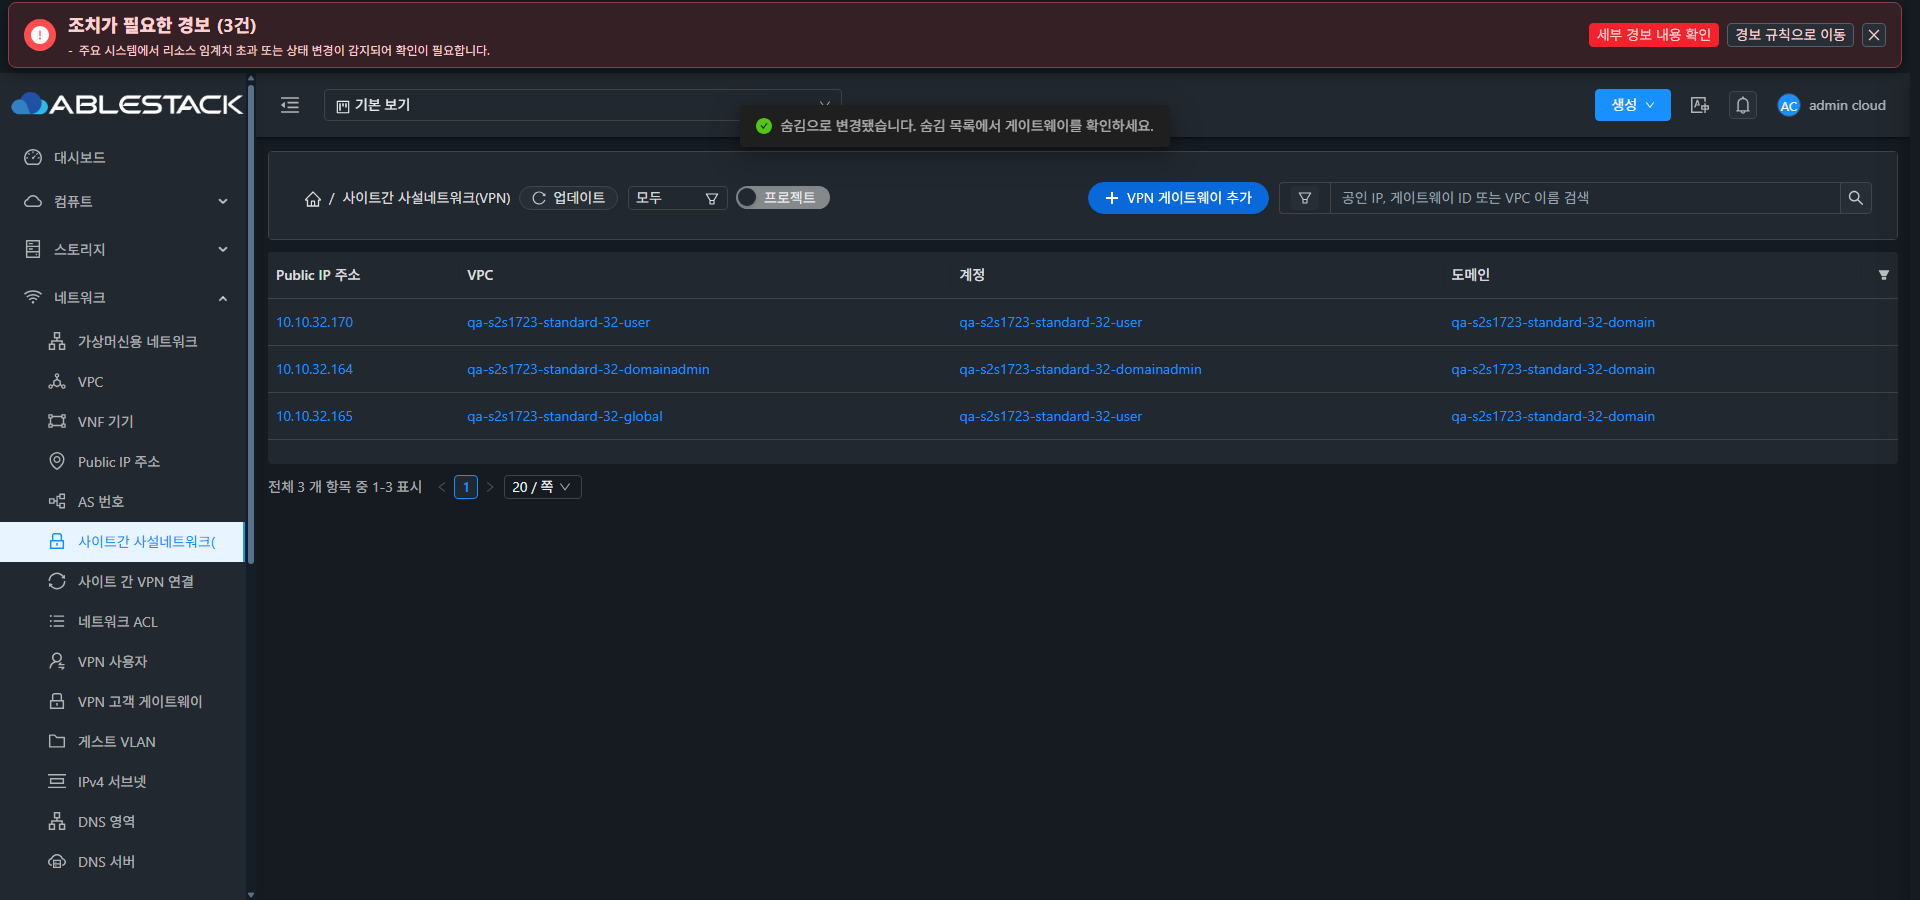 조치가 필요한 경보 (3건)
- 주요 시스템에서 리소스 임계치 초과 또는 상태 변경이 감지되어 확인이 필요합니다.
세부 경보 내용 확인
경보 규칙으로 이동
ABLESTACK
기본 보기
생성
AC
admin cloud
숨김으로 변경됐습니다. 숨김 목록에서 게이트웨이를 확인하세요.
대시보드
컴퓨트
스토리지
네트워크
가상머신용 네트워크
VPC
VNF 기기
Public IP 주소
AS 번호
사이트간 사설네트워크(
사이트 간 VPN 연결
네트워크 ACL
VPN 사용자
VPN 고객 게이트웨이
게스트 VLAN
IPv4 서브넷
DNS 영역
DNS 서버
/ 사이트간 사설네트워크(VPN)
업데이트
모두
프로젝트
+ VPN 게이트웨이 추가
공인 IP, 게이트웨이 ID 또는 VPC 이름 검색
Public IP 주소 VPC 계정 도메인
10.10.32.170 qa-s2s1723-standard-32-user qa-s2s1723-standard-32-user qa-s2s1723-standard-32-domain
10.10.32.164 qa-s2s1723-standard-32-domainadmin qa-s2s1723-standard-32-domainadmin qa-s2s1723-standard-32-domain
10.10.32.165 qa-s2s1723-standard-32-global qa-s2s1723-standard-32-user qa-s2s1723-standard-32-domain
전체 3 개 항목 중 1-3 표시 < 1 > 20 / 쪽